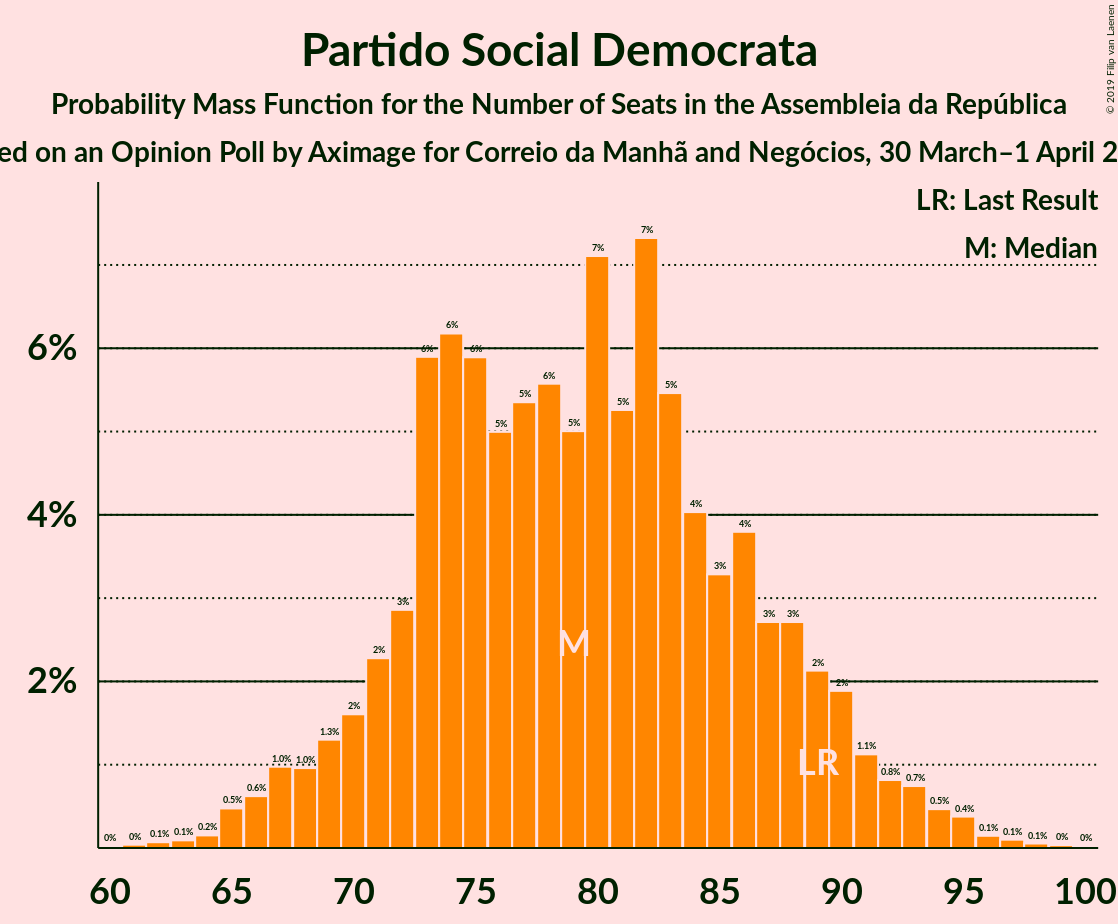 Partido Social Democrata
Probability Mass Function for the Number of Seats in the Assembleia da República
ed on an Opinion Poll by Aximage for Correio da Manhã and Negócios, 30 March–1 April 2
© 2019 Filip van Laenen
LR: Last Result
M: Median
6%
4%
2%
0% 0% 0.1% 0.1% 0.2% 0.5% 0.6% 1.0% 1.0% 1.3% 2% 2% 3% 6% 6% 6% 5% 5% 6% 5% 7% 5% 7% 5% 4% 3% 4% 3% 3% 2% 2% 1.1% 0.8% 0.7% 0.5% 0.4% 0.1% 0.1% 0.1% 0% 0%
M
LR
60 65 70 75 80 85 90 95 100